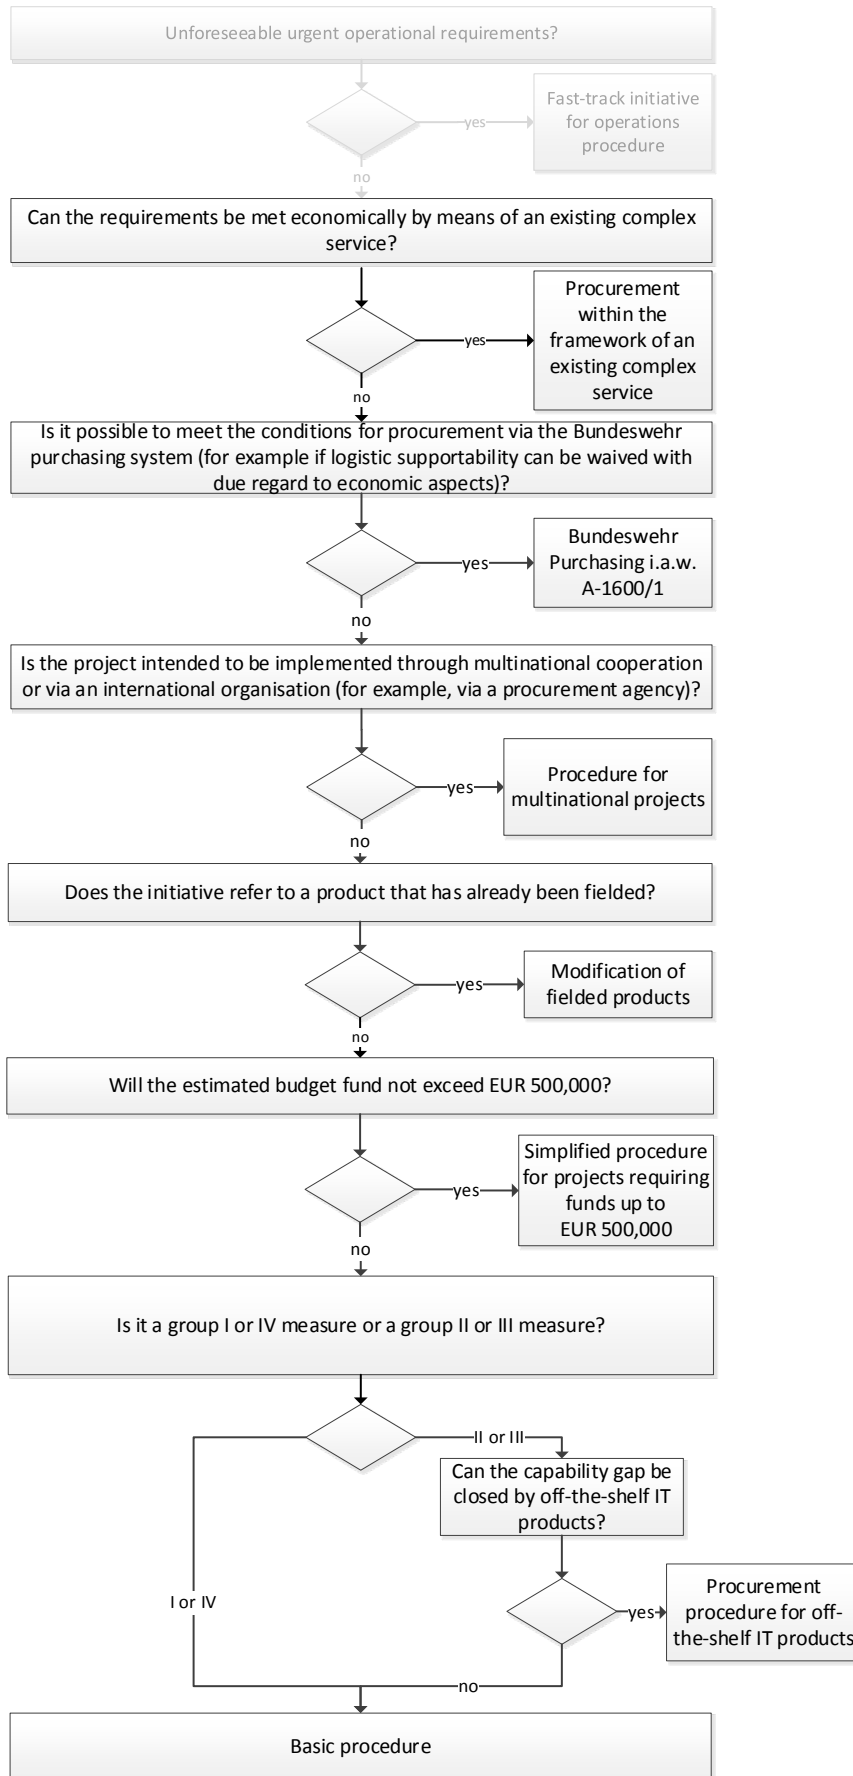 Unforeseeable urgent operational requirements?
yes
Fast-track initiative
for operations
procedure
no
Can the requirements be met economically by means of an existing complex
service?
yes
Procurement
within the
framework of an
existing complex
service
no
Is it possible to meet the conditions for procurement via the Bundeswehr
purchasing system (for example if logistic supportability can be waived with
due regard to economic aspects)?
yes
Bundeswehr
Purchasing i.a.w.
A-1600/1
no
Is the project intended to be implemented through multinational cooperation
or via an international organisation (for example, via a procurement agency)?
yes
Procedure for
multinational projects
no
Does the initiative refer to a product that has already been fielded?
yes
Modification of
fielded products
no
Will the estimated budget fund not exceed EUR 500,000?
yes
Simplified procedure
for projects requiring
funds up to
EUR 500,000
no
Is it a group I or IV measure or a group II or III measure?
II or III
Can the capability gap be
closed by off-the-shelf IT
products?
I or IV
yes
Procurement
procedure for off-
the-shelf IT products
no
Basic procedure